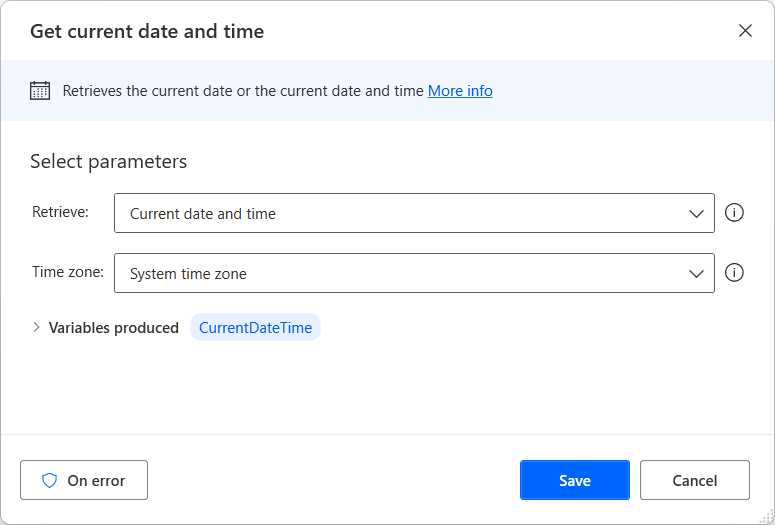 Get current date and time
Retrieves the current date or the current date and time More info
Select parameters
Retrieve: Current date and time
Time zone: System time zone
Variables produced CurrentDateTime
On error Save Cancel